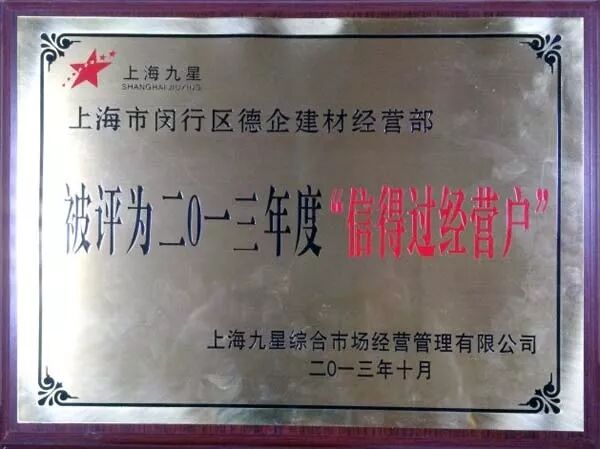 上海九星
SHANGHAI JIUXING
上海市闵行区德企建材经营部
被评为二0一三年度“信得过经营户”
上海九星综合市场经营管理有限公司
二0一三年十月